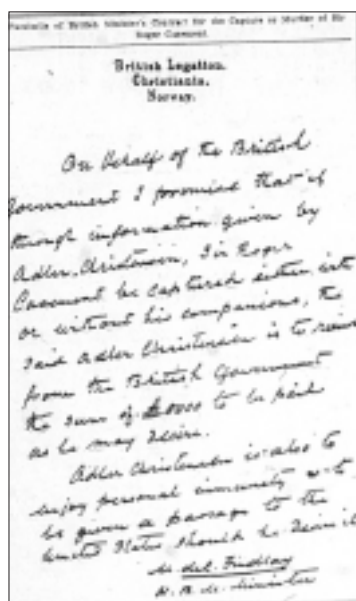 Facsimile of British Minister's Contract for the Capture or Murder of Sir
Roger Casement.
British Legation,
Christiania,
Norway.
On behalf of the British
Government I promised that if
through information given by
Adler Christensen, Sir Roger
Casement be captured either with
or without his companions, the
said Adler Christensen is to receive
from the British Government
the sum of £5000 to be paid
as he may desire.
Adler Christensen is also to
enjoy personal immunity & to
be given a passage to the
United States should he desire it
M. de C. Findlay
H. B. M. Minister